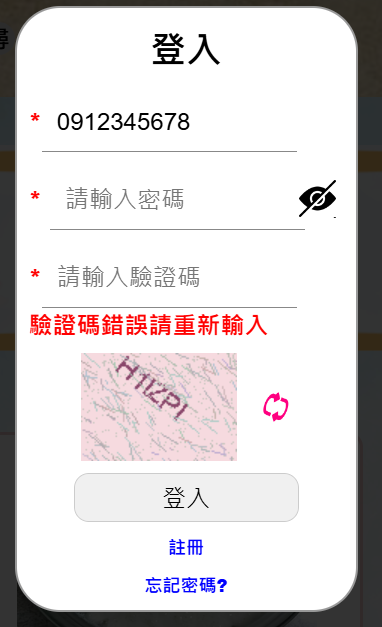 登入
* 0912345678
* 請輸入密碼
* 請輸入驗證碼
驗證碼錯誤請重新輸入
登入
註冊
忘記密碼?